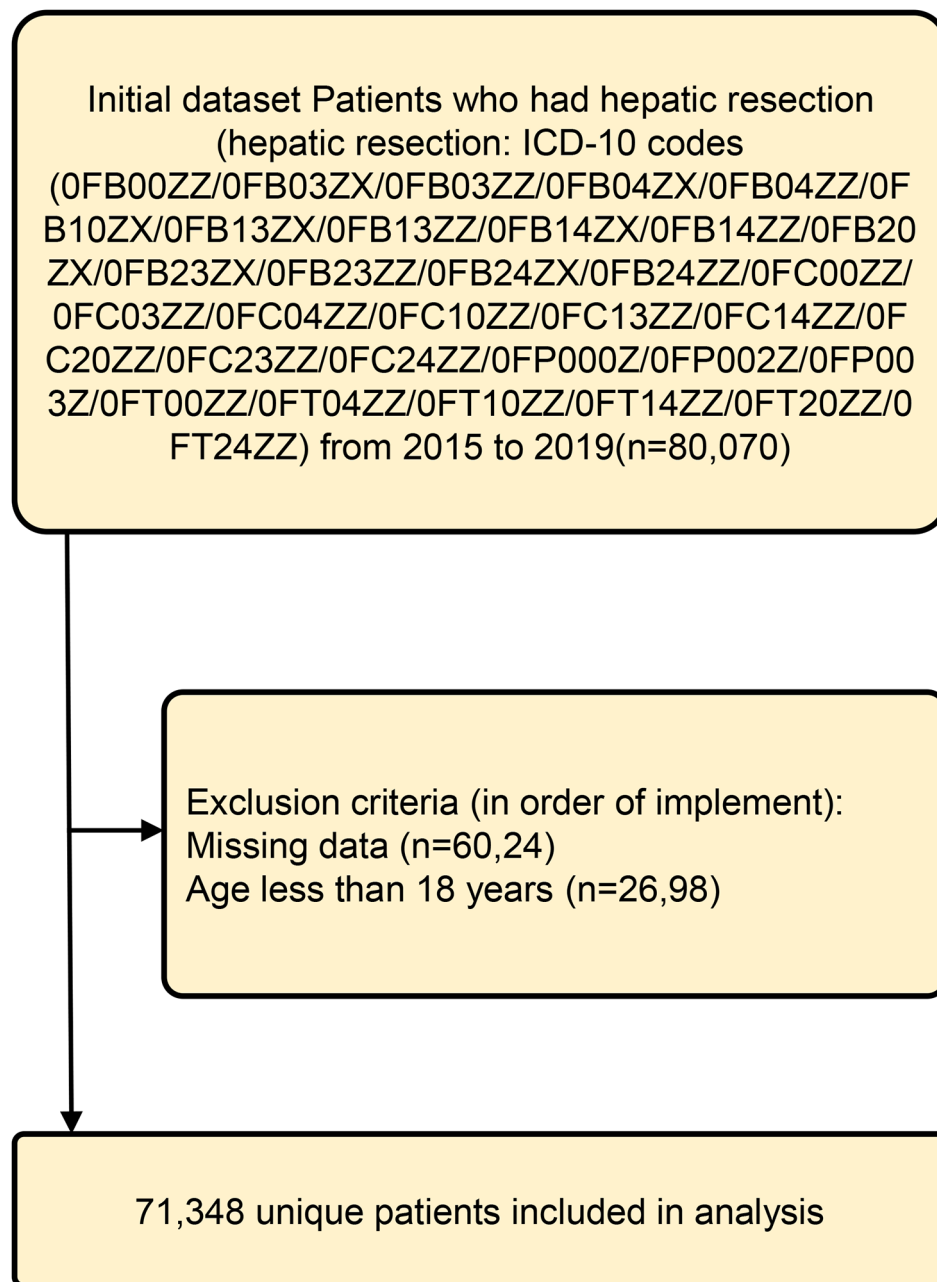 Initial dataset Patients who had hepatic resection
(hepatic resection: ICD-10 codes
(0FB00ZZ/0FB03ZX/0FB03ZZ/0FB04ZX/0FB04ZZ/0F
B10ZX/0FB13ZX/0FB13ZZ/0FB14ZX/0FB14ZZ/0FB20
ZX/0FB23ZX/0FB23ZZ/0FB24ZX/0FB24ZZ/0FC00ZZ/
0FC03ZZ/0FC04ZZ/0FC10ZZ/0FC13ZZ/0FC14ZZ/0F
C20ZZ/0FC23ZZ/0FC24ZZ/0FP000Z/0FP002Z/0FP00
3Z/0FT00ZZ/0FT04ZZ/0FT10ZZ/0FT14ZZ/0FT20ZZ/0
FT24ZZ) from 2015 to 2019(n=80,070)
Exclusion criteria (in order of implement):
Missing data (n=60,24)
Age less than 18 years (n=26,98)
71,348 unique patients included in analysis